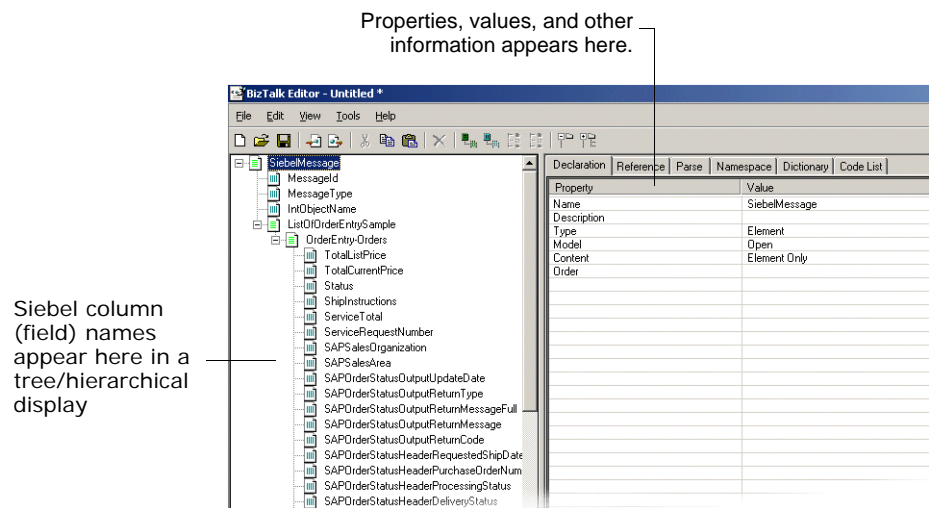 Properties, values, and other
information appears here.
BizTalk Editor - Untitled *
File Edit View Tools Help
SiebelMessage
MessageId
MessageType
IntObjectName
ListOfOrderEntrySample
OrderEntry-Orders
TotalListPrice
TotalCurrentPrice
Status
ShipInstructions
ServiceTotal
ServiceRequestNumber
SAPSalesOrganization
SAPSalesArea
SAPOrderStatusOutputUpdateDate
SAPOrderStatusOutputReturnType
SAPOrderStatusOutputReturnMessageFull
SAPOrderStatusOutputReturnMessage
SAPOrderStatusOutputReturnCode
SAPOrderStatusHeaderRequestedShipDate
SAPOrderStatusHeaderPurchaseOrderNum
SAPOrderStatusHeaderProcessingStatus
SAPOrderStatusHeaderDeliveryStatus
Declaration Reference Parse Namespace Dictionary Code List
Property Value
Name SiebelMessage
Description
Type Element
Model Open
Content Element Only
Order
Siebel column
(field) names
appear here in a
tree/hierarchical
display